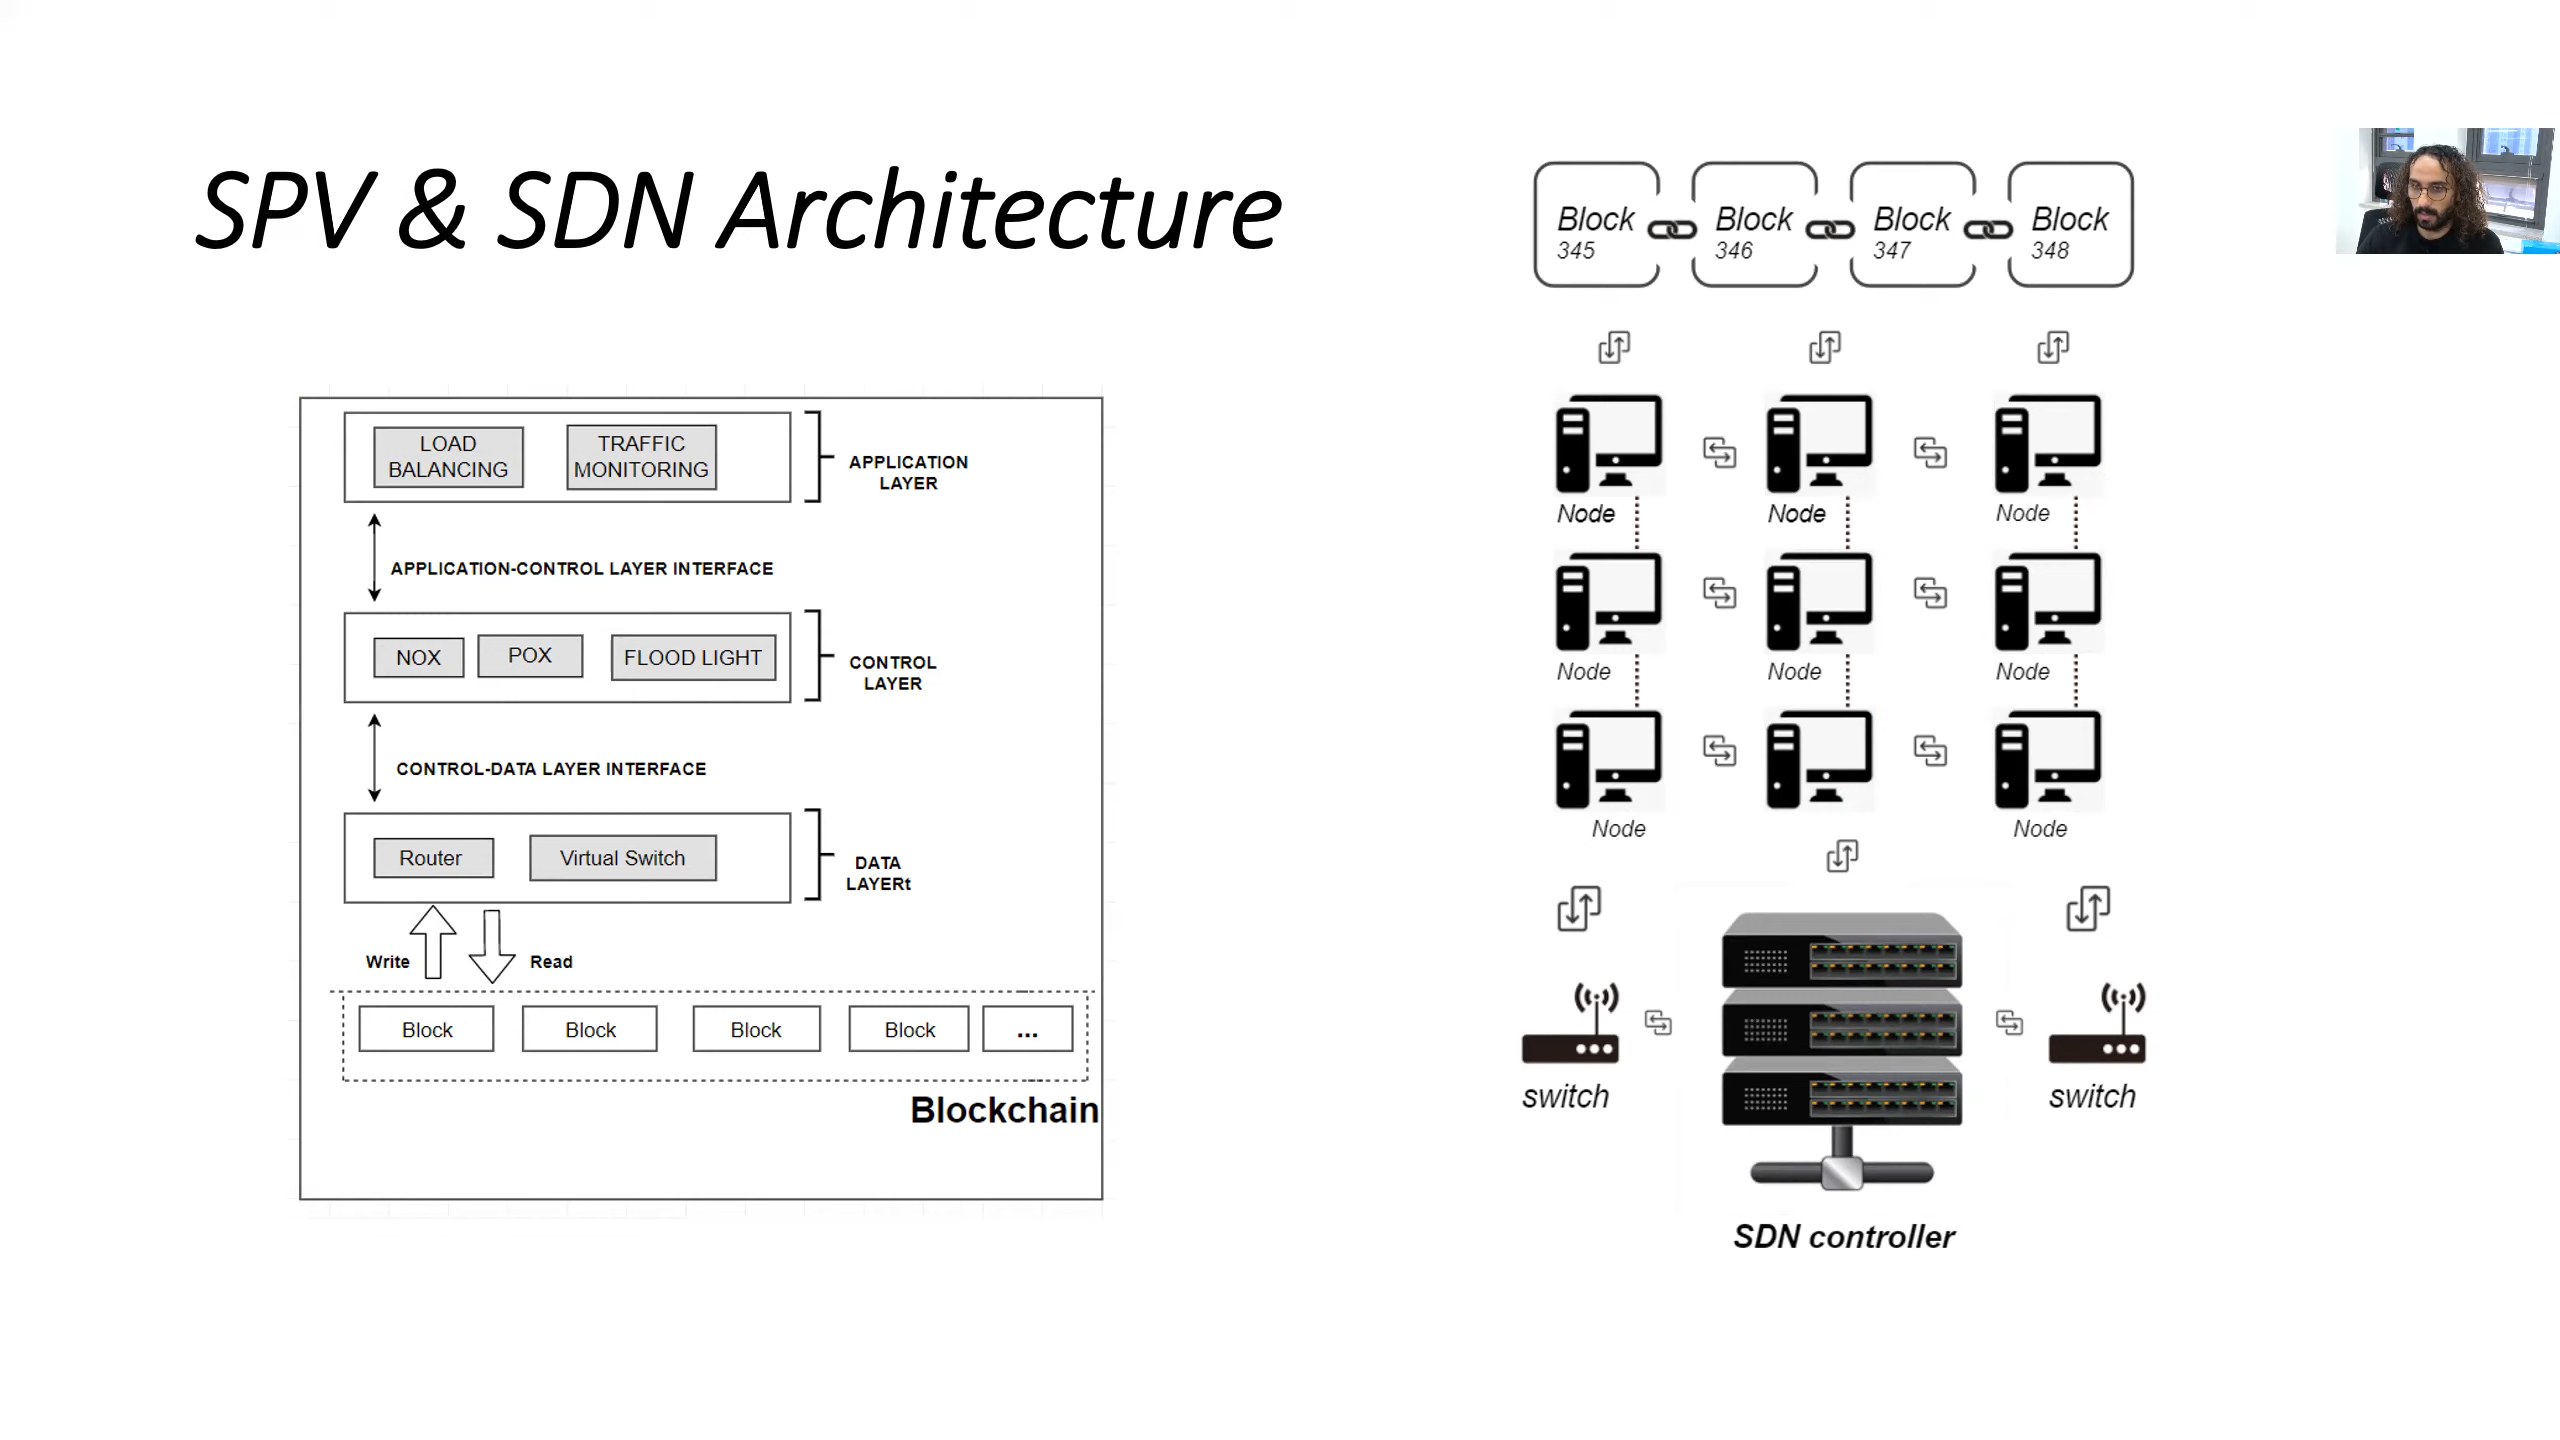 SPV & SDN Architecture
LOAD
BALANCING
TRAFFIC
MONITORING
APPLICATION
LAYER
APPLICATION-CONTROL LAYER INTERFACE
NOX
POX
FLOOD LIGHT
CONTROL
LAYER
CONTROL-DATA LAYER INTERFACE
Router
Virtual Switch
DATA
LAYERt
Write
Read
Block
Block
Block
Block
...
Blockchain
Block
345
Block
346
Block
347
Block
348
Node
Node
Node
Node
Node
Node
Node
Node
switch
switch
SDN controller